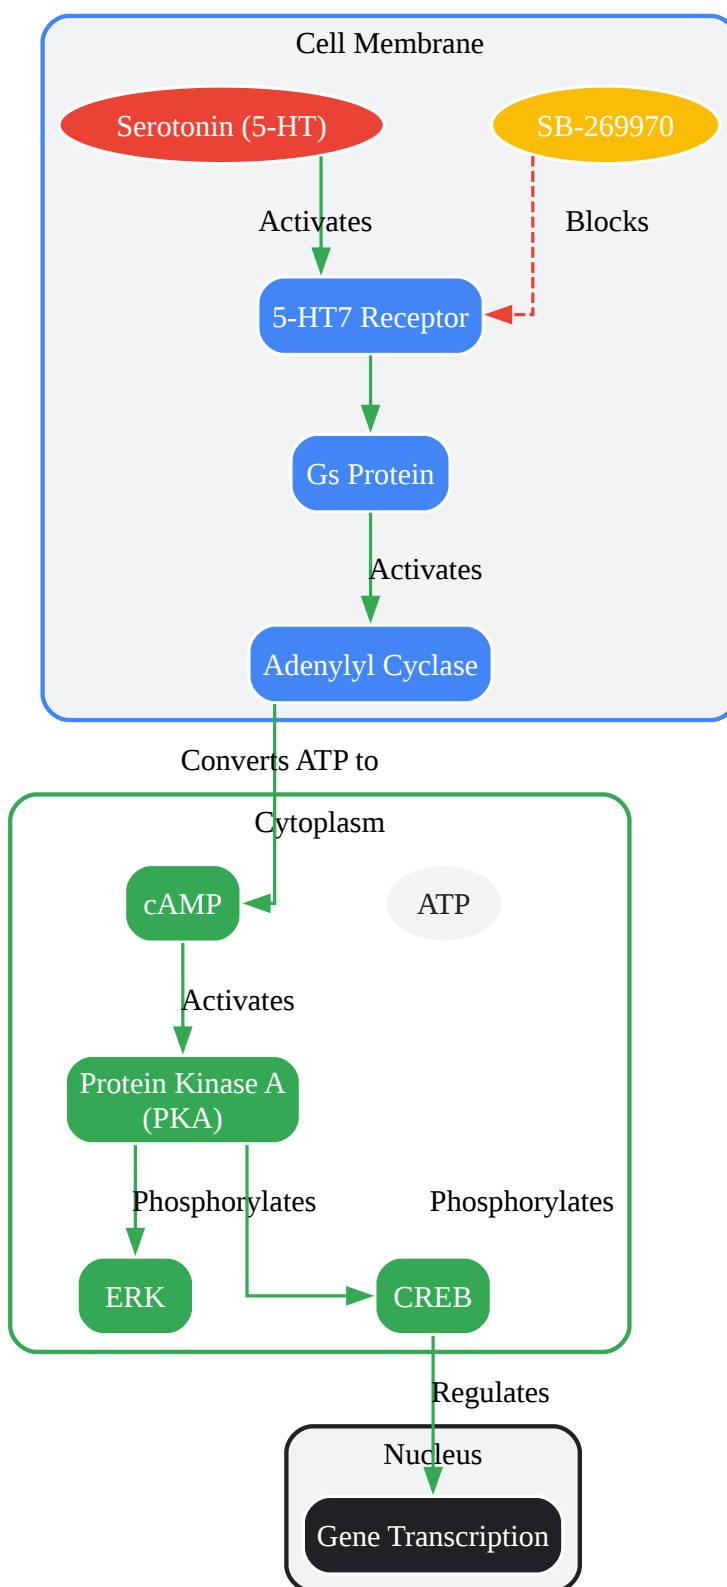 Cell Membrane
Serotonin (5-HT)
SB-269970
Activates
Blocks
5-HT7 Receptor
Gs Protein
Activates
Adenylyl Cyclase
Converts ATP to
Cytoplasm
cAMP
ATP
Activates
Protein Kinase A
(PKA)
Phosphorylates
Phosphorylates
ERK
CREB
Regulates
Nucleus
Gene Transcription